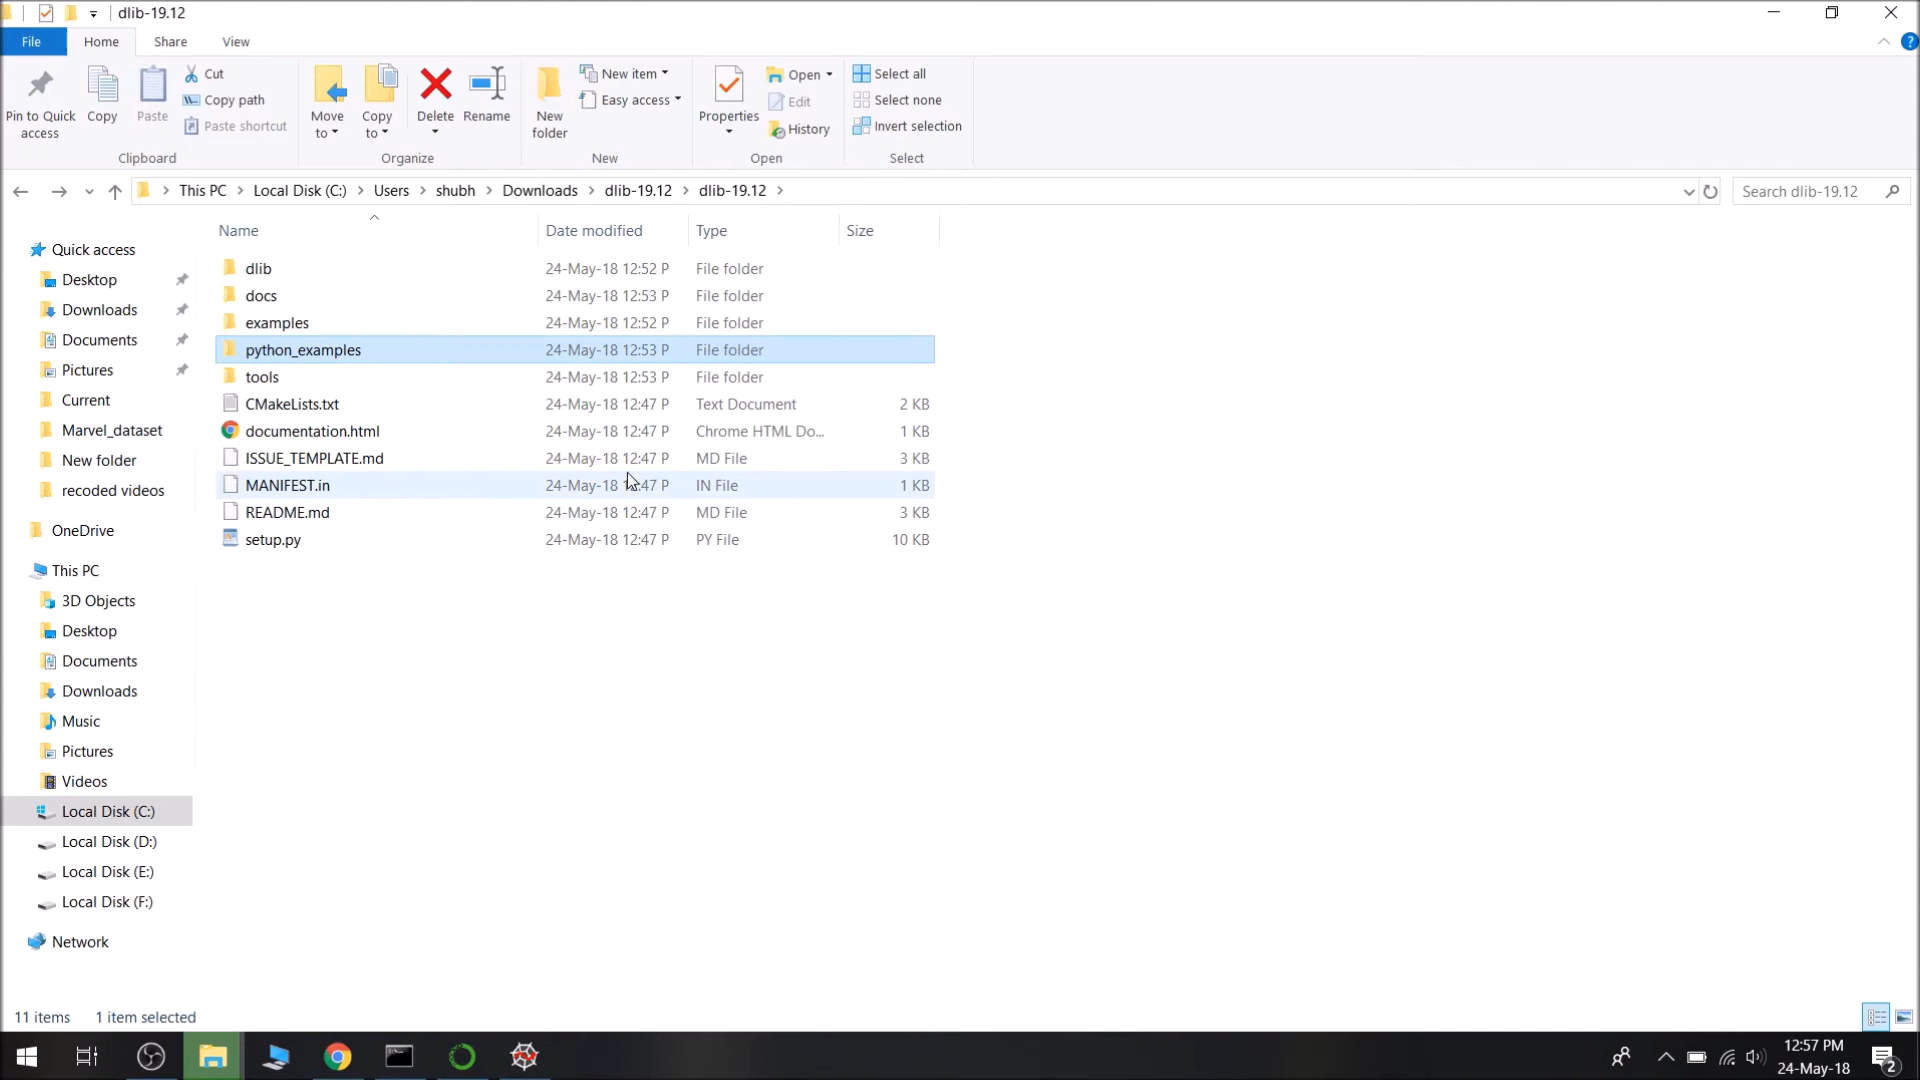 dlib-19.12
File Home Share View
Pin to Quick access
Copy
Paste
Cut
Copy path
Paste shortcut
Clipboard
Move to
Copy to
Delete
Rename
Organize
New folder
New item
Easy access
New
Properties
Open
Edit
History
Open
Select all
Select none
Invert selection
Select
This PC Local Disk (C:) Users shubh Downloads dlib-19.12 dlib-19.12
Search dlib-19.12
Name Date modified Type Size
dlib 24-May-18 12:52 P File folder
docs 24-May-18 12:53 P File folder
examples 24-May-18 12:52 P File folder
python_examples 24-May-18 12:53 P File folder
tools 24-May-18 12:53 P File folder
CMakeLists.txt 24-May-18 12:47 P Text Document 2 KB
documentation.html 24-May-18 12:47 P Chrome HTML Do... 1 KB
ISSUE_TEMPLATE.md 24-May-18 12:47 P MD File 3 KB
MANIFEST.in 24-May-18 12:47 P IN File 1 KB
README.md 24-May-18 12:47 P MD File 3 KB
setup.py 24-May-18 12:47 P PY File 10 KB
Quick access
Desktop
Downloads
Documents
Pictures
Current
Marvel_dataset
New folder
recoded videos
OneDrive
This PC
3D Objects
Desktop
Documents
Downloads
Music
Pictures
Videos
Local Disk (C:)
Local Disk (D:)
Local Disk (E:)
Local Disk (F:)
Network
11 items 1 item selected
12:57 PM
24-May-18
2